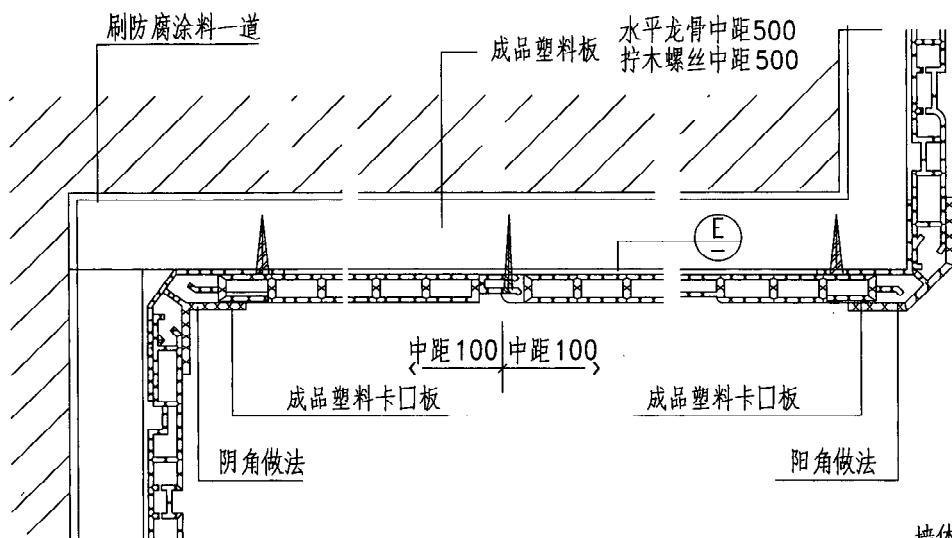 刷防腐涂料一道
成品塑料板
水平龙骨中距500
拧木螺丝中距500
E
中距100 中距100
成品塑料卡口板
成品塑料卡口板
阴角做法
阳角做法
墙体